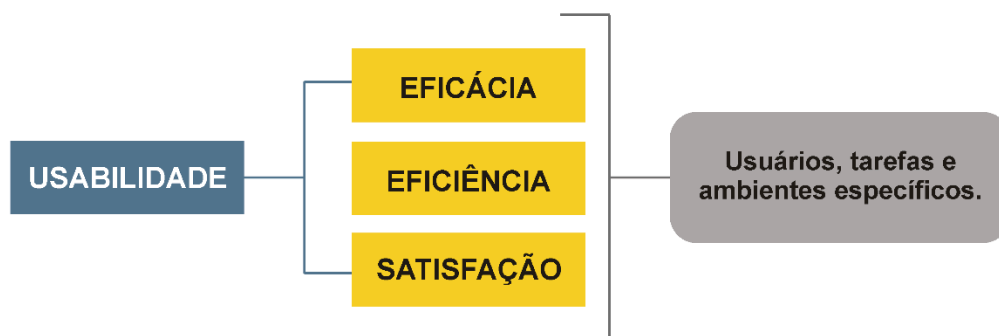 USABILIDADE
EFICÁCIA
EFICIÊNCIA
SATISFAÇÃO
Usuários, tarefas e
ambientes específicos.